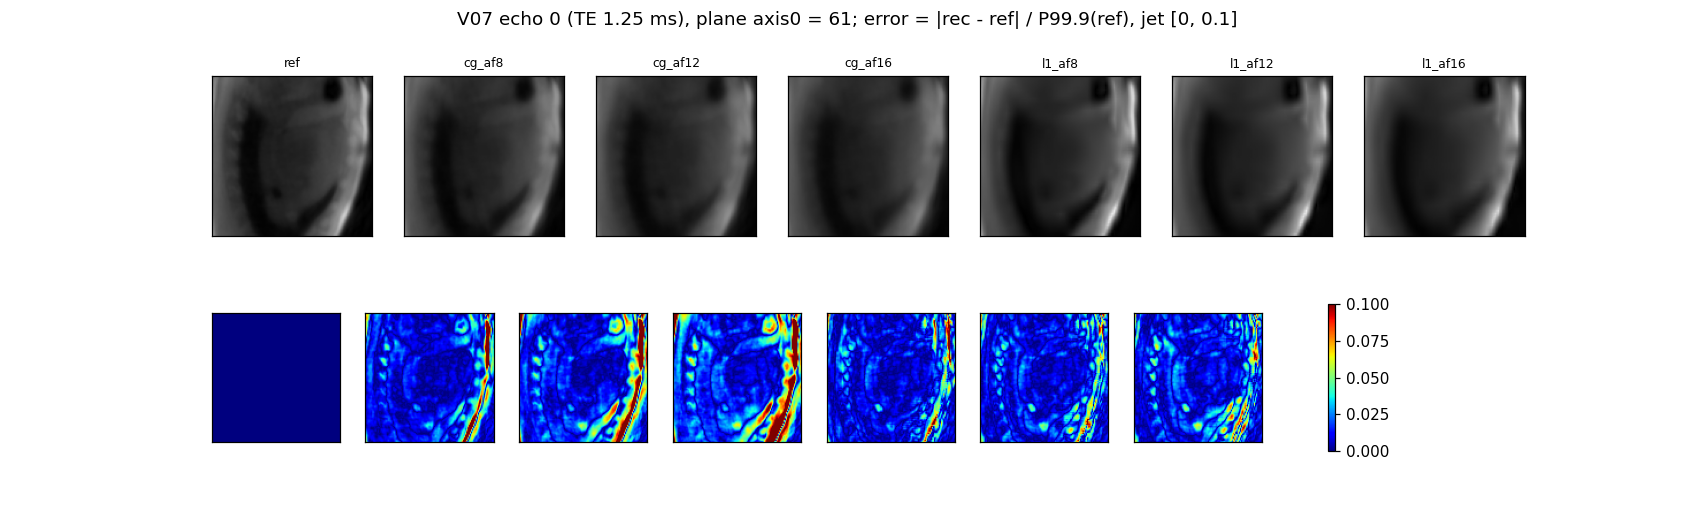 V07 echo 0 (TE 1.25 ms), plane axis0 = 61; error = |rec - ref| / P99.9(ref), jet [0, 0.1]
ref cg_af8 cg_af12 cg_af16 l1_af8 l1_af12 l1_af16
0.100
0.075
0.050
0.025
0.000